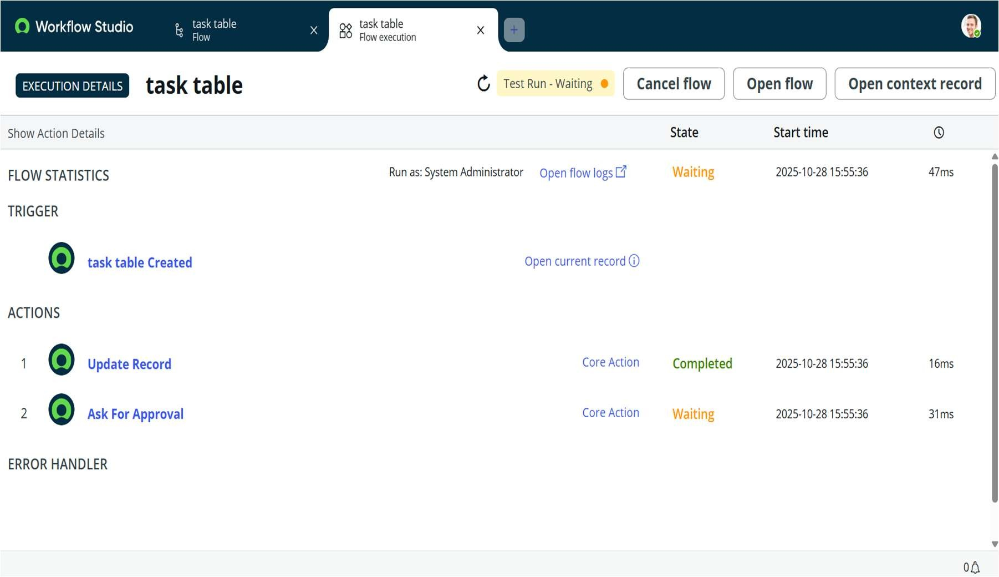 Workflow Studio
task table
Flow
task table
Flow execution
EXECUTION DETAILS
task table
Test Run - Waiting
Cancel flow
Open flow
Open context record
Show Action Details
State
Start time
FLOW STATISTICS
Run as: System Administrator
Open flow logs
Waiting
2025-10-28 15:55:36
47ms
TRIGGER
task table Created
Open current record
ACTIONS
1
Update Record
Core Action
Completed
2025-10-28 15:55:36
16ms
2
Ask For Approval
Core Action
Waiting
2025-10-28 15:55:36
31ms
ERROR HANDLER
0